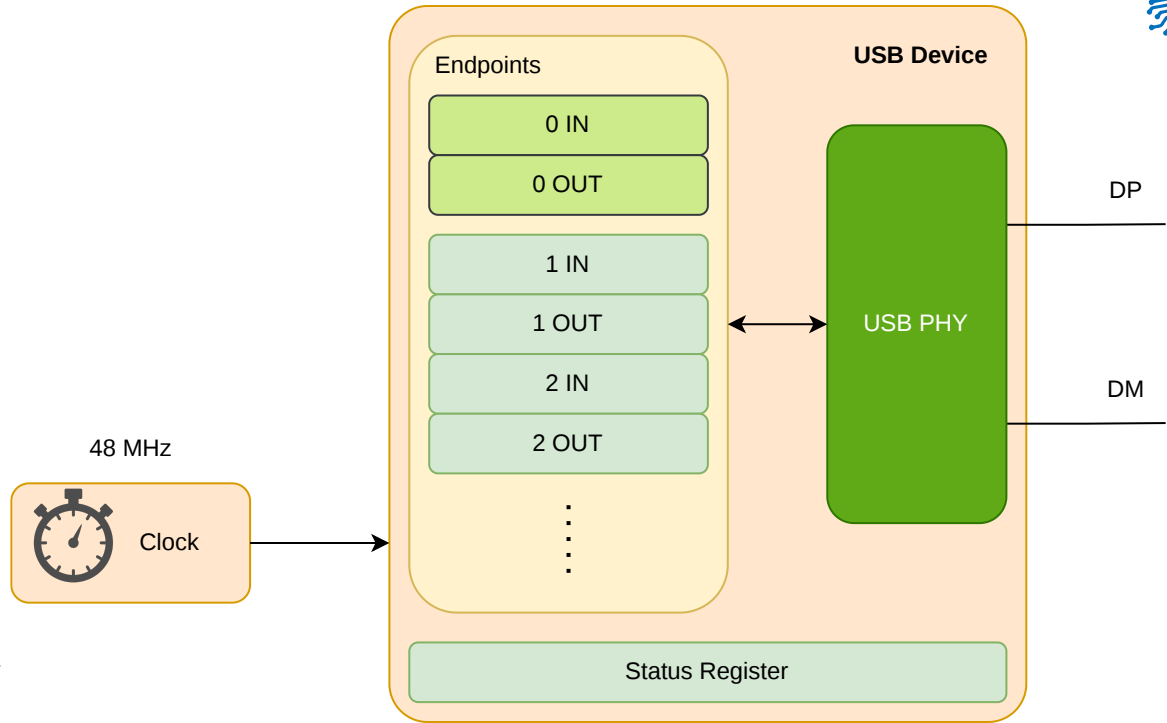 USB Device
Endpoints
0 IN
0 OUT
1 IN
1 OUT
2 IN
2 OUT
USB PHY
DP
DM
48 MHz
Clock
Status Register